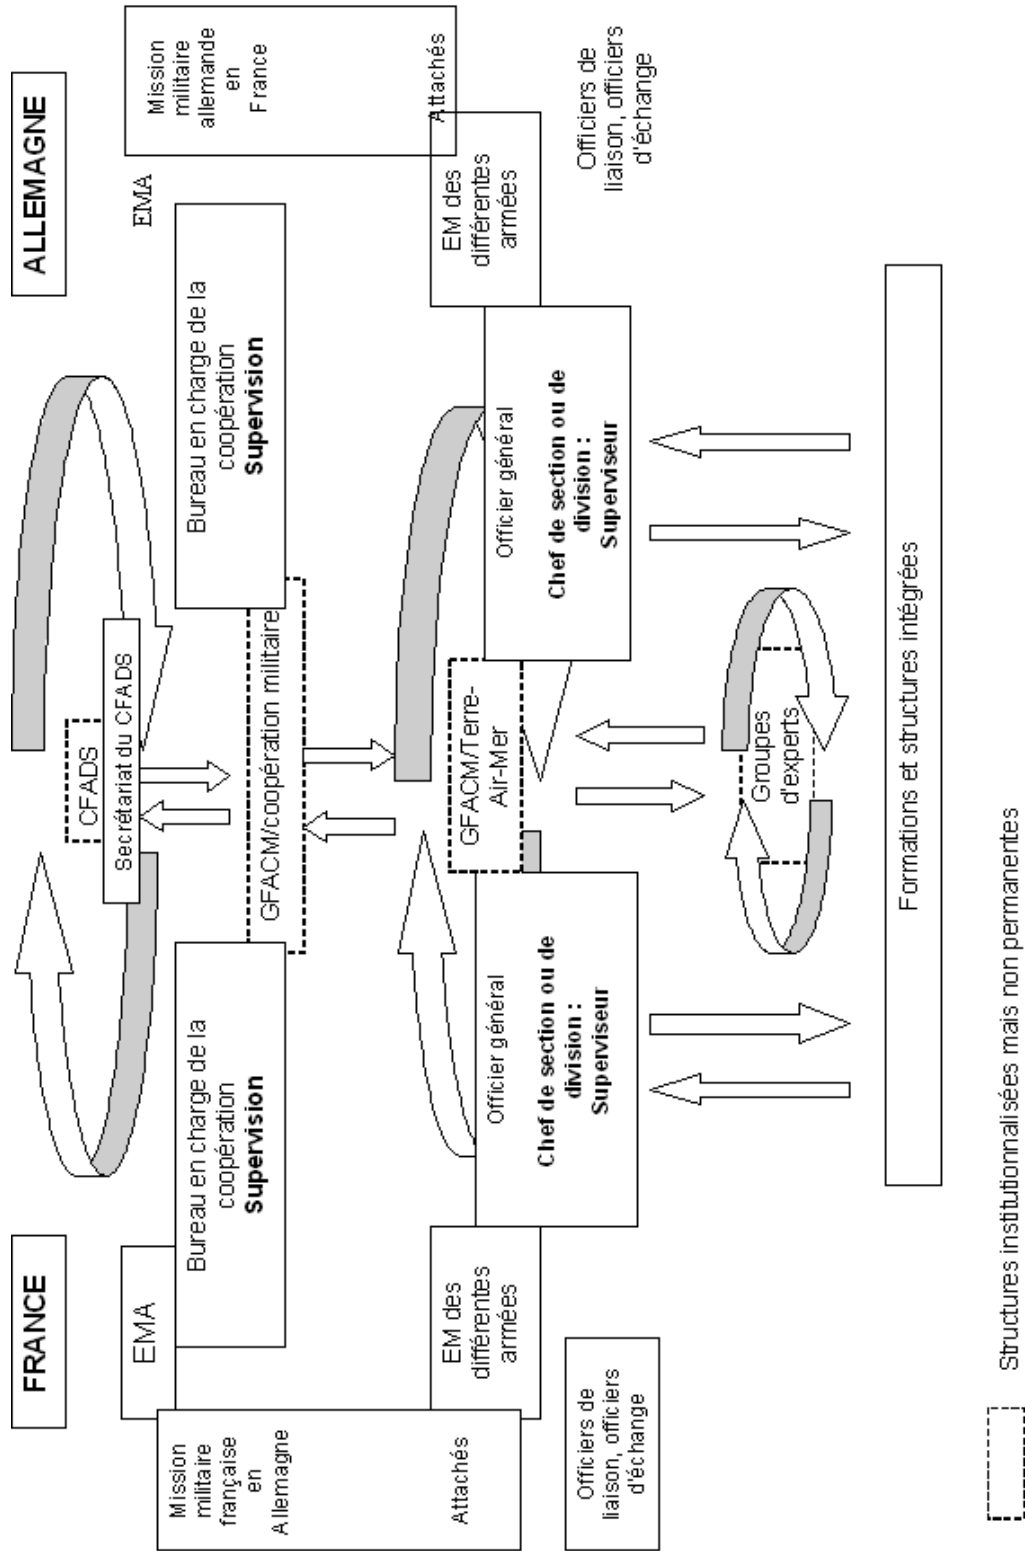 FRANCE
ALLEMAGNE
CFADS
Secrétariat du CFADS
EMA
EMA
Mission
militaire
française
en
Allemagne
Attachés
Bureau en charge de la
coopération
Supervision
GFACM/coopération militaire
Bureau en charge de la
coopération
Supervision
Mission
militaire
allemande
en
France
Attachés
EM des
différentes
armées
Officier général
Chef de section ou de
division :
Superviseur
GFACM/Terre-
Air-Mer
Officier général
Chef de section ou de
division :
Superviseur
EM des
différentes
armées
Officiers de
liaison, officiers
d'échange
Officiers de
liaison, officiers
d'échange
Groupes
d'experts
Formations et structures intégrées
Structures institutionnalisées mais non permanentes